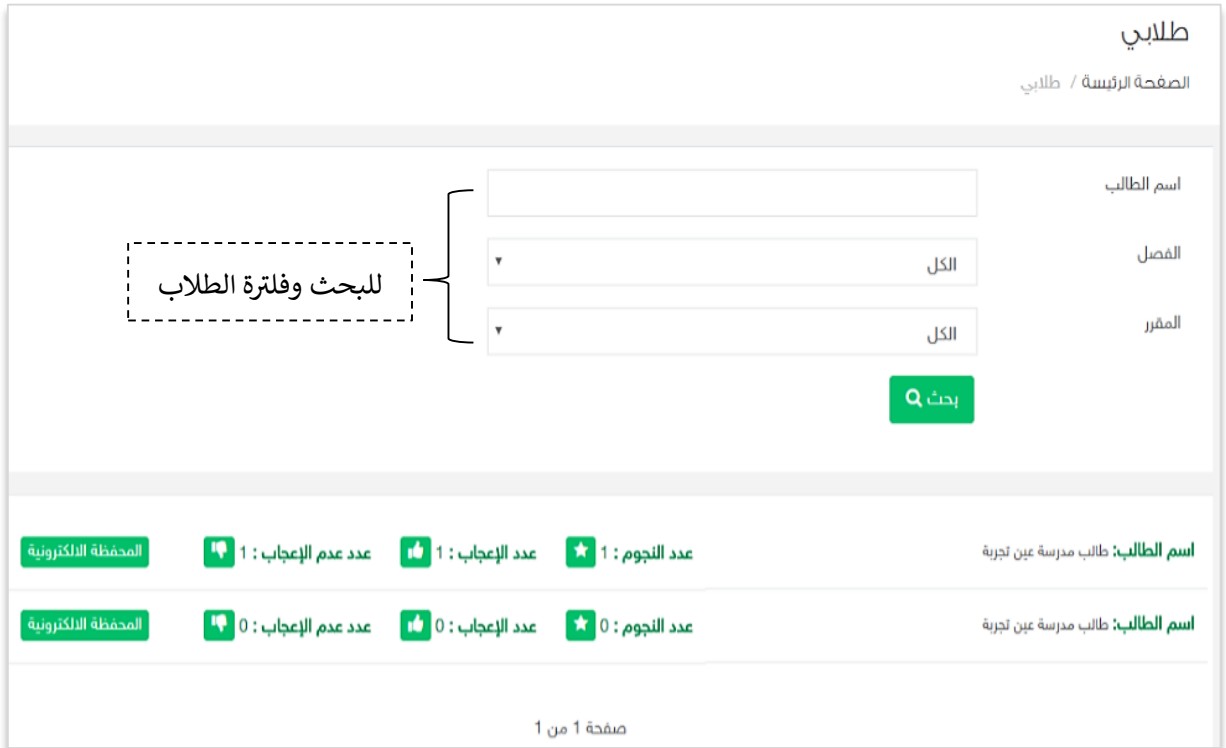 طلابي
الصفحة الرئيسة / طلابي
اسم الطالب
الفصل
الكل
المقرر
الكل
للبحث وفلترة الطلاب
بحث
اسم الطالب: طالب مدرسة عين تجربة عدد النجوم : 1 عدد الإعجاب : 1 عدد عدم الإعجاب : 1 المحفظة الالكترونية
اسم الطالب: طالب مدرسة عين تجربة عدد النجوم : 0 عدد الإعجاب : 0 عدد عدم الإعجاب : 0 المحفظة الالكترونية
صفحة 1 من 1